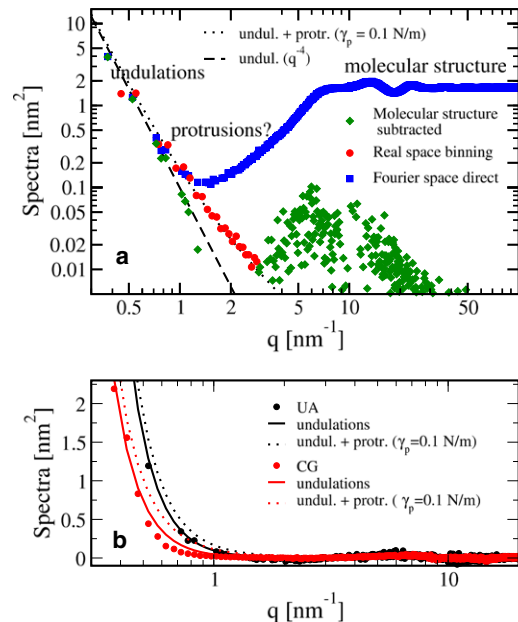 10
5
2
1
0.5
0.2
0.1
0.05
0.02
0.01
Spectra [nm²]
undul. + protr. (γp = 0.1 N/m)
undul. (q⁻⁴)
undulations
molecular structure
protrusions?
Molecular structure
subtracted
Real space binning
Fourier space direct
a
0.5 1 2 5 10 20 50
q [nm⁻¹]
2
1.5
1
0.5
0
Spectra [nm²]
UA
undulations
undul. + protr. (γp=0.1 N/m)
CG
undulations
undul. + protr. ( γp=0.1 N/m)
b
1 10
q [nm⁻¹]